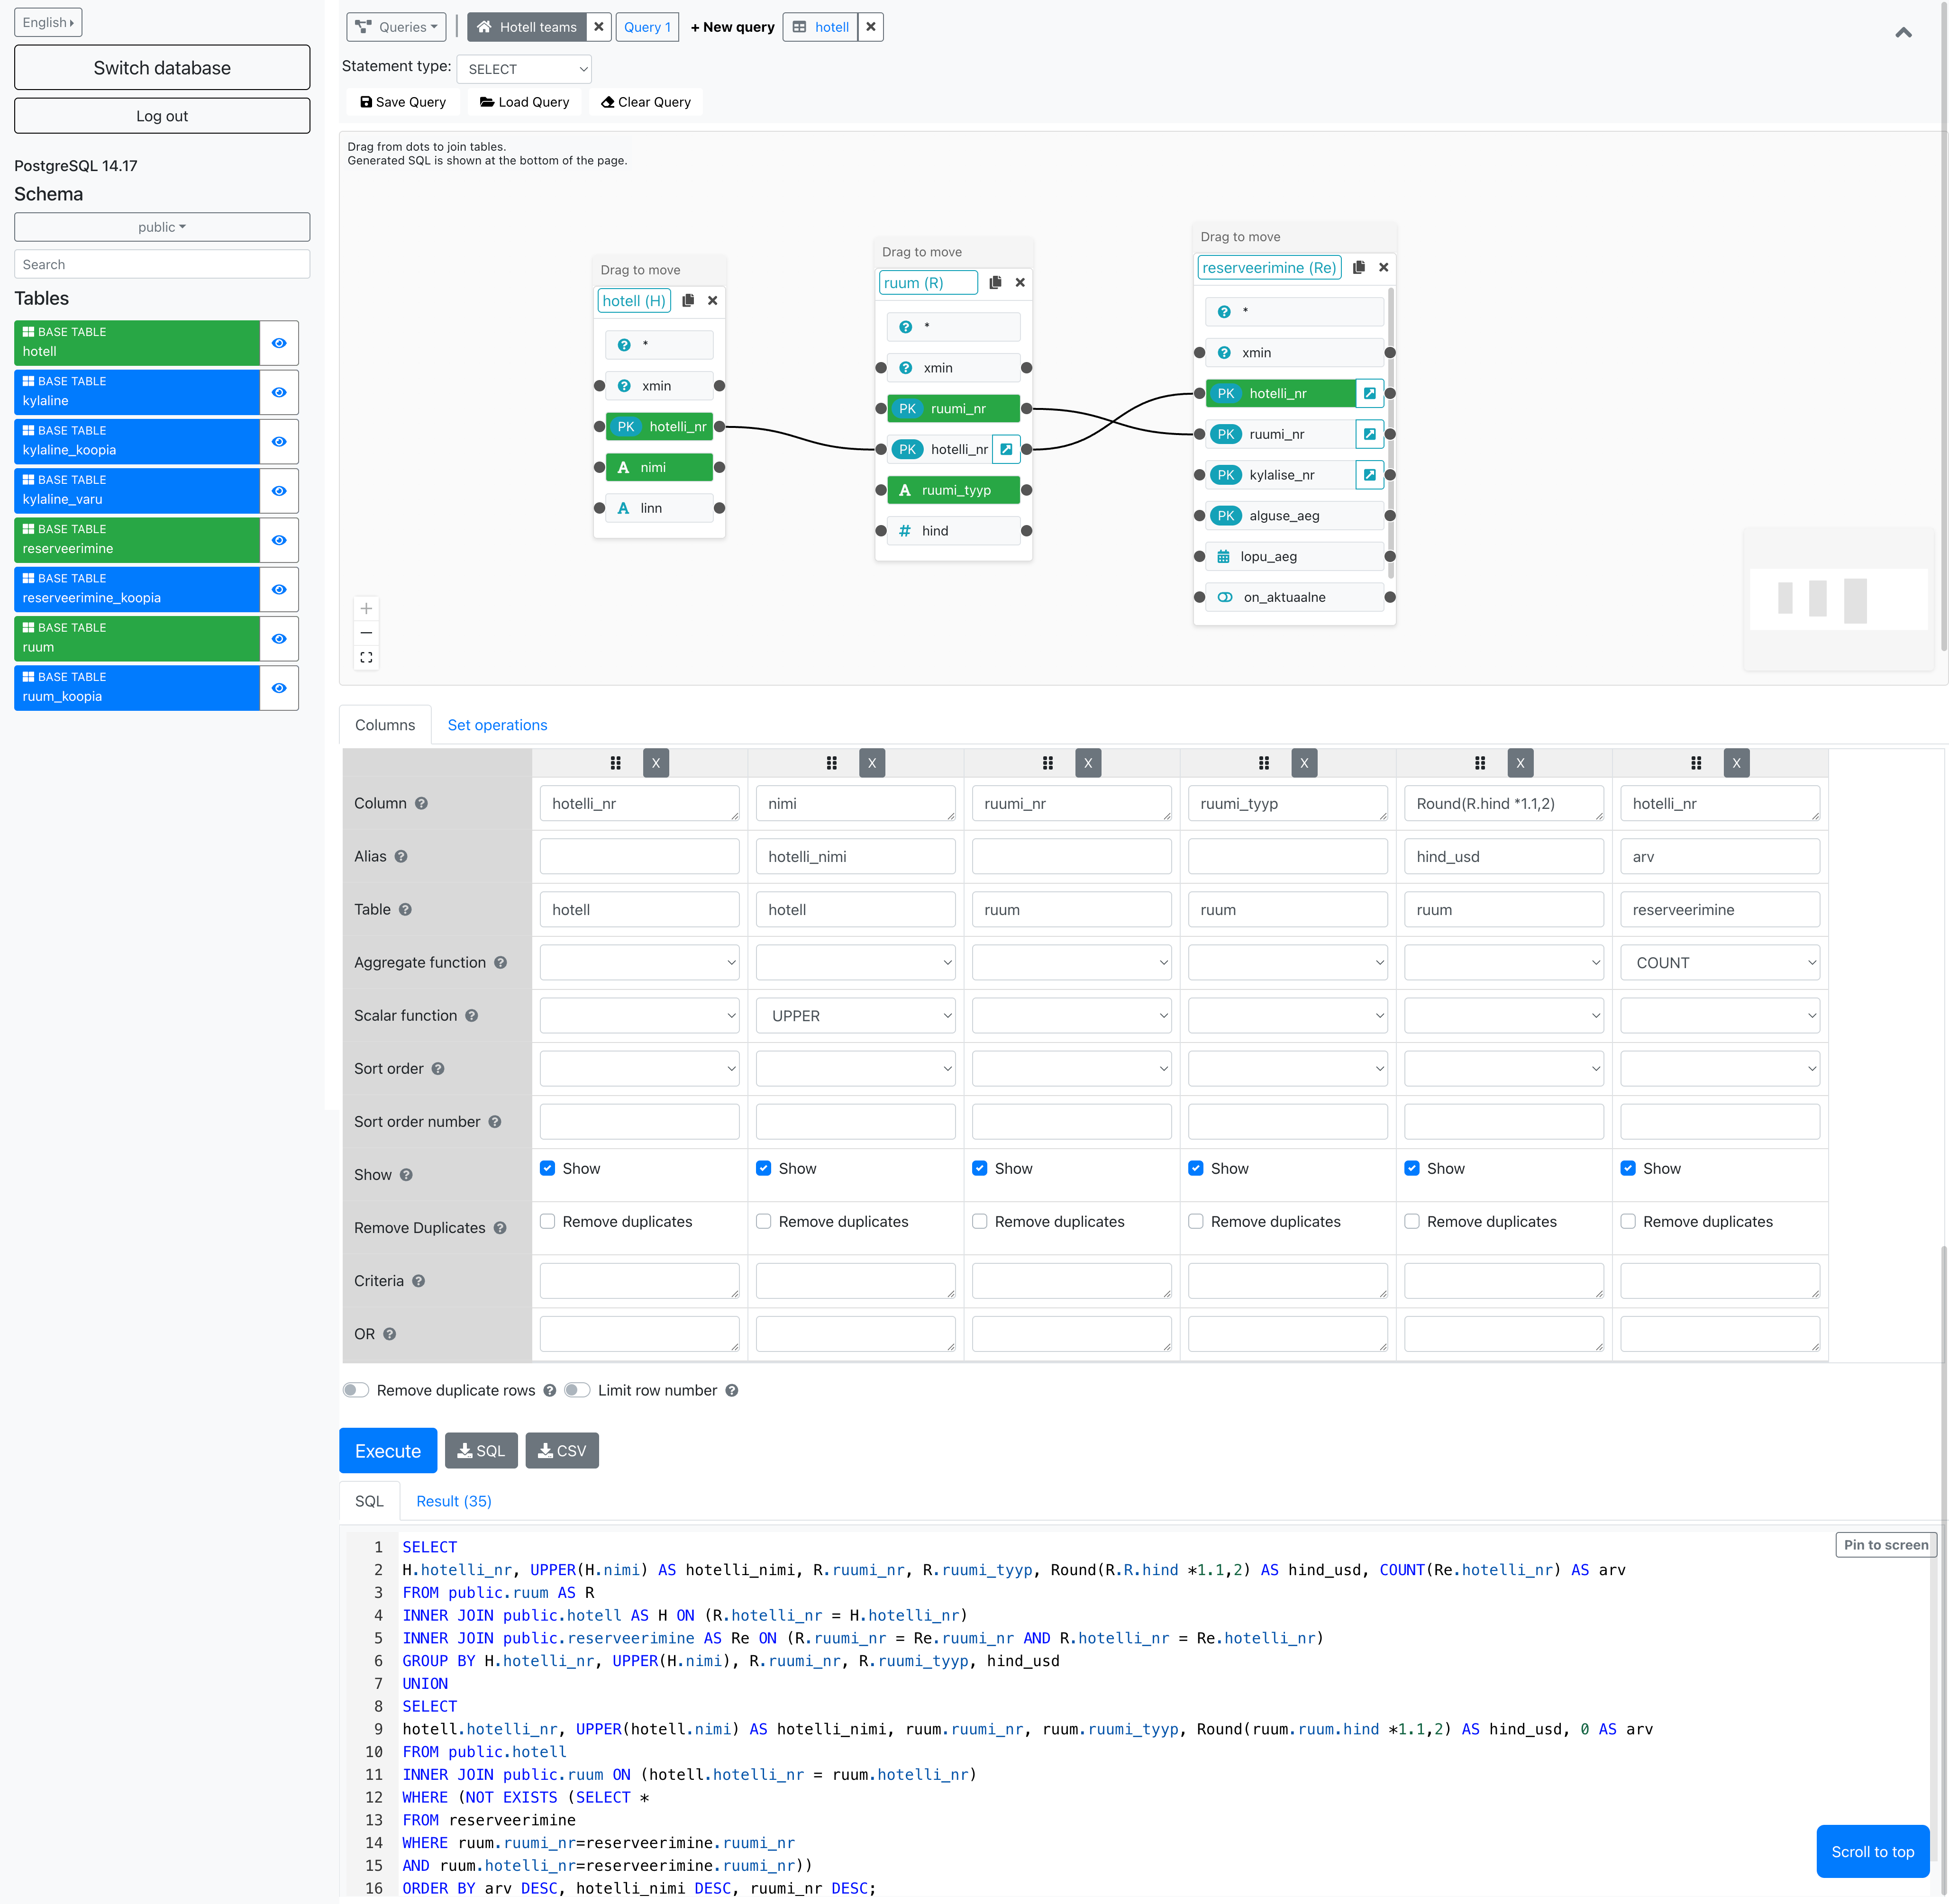 English
Switch database
Log out
PostgreSQL 14.17
Schema
public
Search
Tables
BASE TABLE
hotell
BASE TABLE
kylaline
BASE TABLE
kylaline_koopia
BASE TABLE
kylaline_varu
BASE TABLE
reserveerimine
BASE TABLE
reserveerimine_koopia
BASE TABLE
ruum
BASE TABLE
ruum_koopia
Queries Hotell teams Query 1 + New query hotell
Statement type: SELECT
Save Query Load Query Clear Query
Drag from dots to join tables.
Generated SQL is shown at the bottom of the page.
Drag to move
hotell (H)
*
xmin
PK hotelli_nr
A nimi
A linn
Drag to move
ruum (R)
*
xmin
PK ruumi_nr
PK hotelli_nr
A ruumi_tyyp
# hind
Drag to move
reserveerimine (Re)
*
xmin
PK hotelli_nr
PK ruumi_nr
PK kylalise_nr
PK alguse_aeg
lopu_aeg
on_aktuaalne
Columns Set operations
X X X X X X
Column hotelli_nr nimi ruumi_nr ruumi_tyyp Round(R.hind *1.1,2) hotelli_nr
Alias hotelli_nimi hind_usd arv
Table hotell hotell ruum ruum ruum reserveerimine
Aggregate function COUNT
Scalar function UPPER
Sort order
Sort order number
Show Show Show Show Show Show Show
Remove Duplicates Remove duplicates Remove duplicates Remove duplicates Remove duplicates Remove duplicates Remove duplicates
Criteria
OR
Remove duplicate rows Limit row number
Execute SQL CSV
SQL Result (35)
Pin to screen
1 SELECT
2 H.hotelli_nr, UPPER(H.nimi) AS hotelli_nimi, R.ruumi_nr, R.ruumi_tyyp, Round(R.R.hind *1.1,2) AS hind_usd, COUNT(Re.hotelli_nr) AS arv
3 FROM public.ruum AS R
4 INNER JOIN public.hotell AS H ON (R.hotelli_nr = H.hotelli_nr)
5 INNER JOIN public.reserveerimine AS Re ON (R.ruumi_nr = Re.ruumi_nr AND R.hotelli_nr = Re.hotelli_nr)
6 GROUP BY H.hotelli_nr, UPPER(H.nimi), R.ruumi_nr, R.ruumi_tyyp, hind_usd
7 UNION
8 SELECT
9 hotell.hotelli_nr, UPPER(hotell.nimi) AS hotelli_nimi, ruum.ruumi_nr, ruum.ruumi_tyyp, Round(ruum.ruum.hind *1.1,2) AS hind_usd, 0 AS arv
10 FROM public.hotell
11 INNER JOIN public.ruum ON (hotell.hotelli_nr = ruum.hotelli_nr)
12 WHERE (NOT EXISTS (SELECT *
13 FROM reserveerimine
14 WHERE ruum.ruumi_nr=reserveerimine.ruumi_nr
15 AND ruum.hotelli_nr=reserveerimine.ruumi_nr))
16 ORDER BY arv DESC, hotelli_nimi DESC, ruumi_nr DESC;
Scroll to top